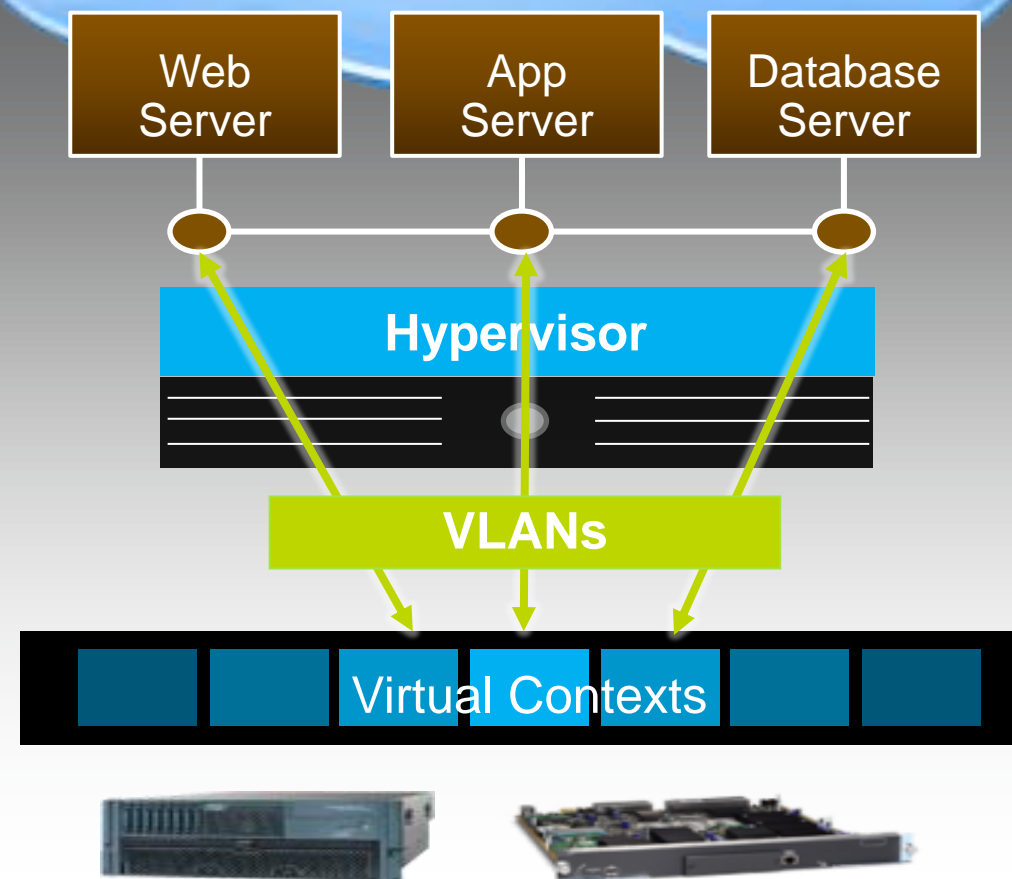 Web
Server
App
Server
Database
Server
Hypervisor
VLANs
Virtual Contexts